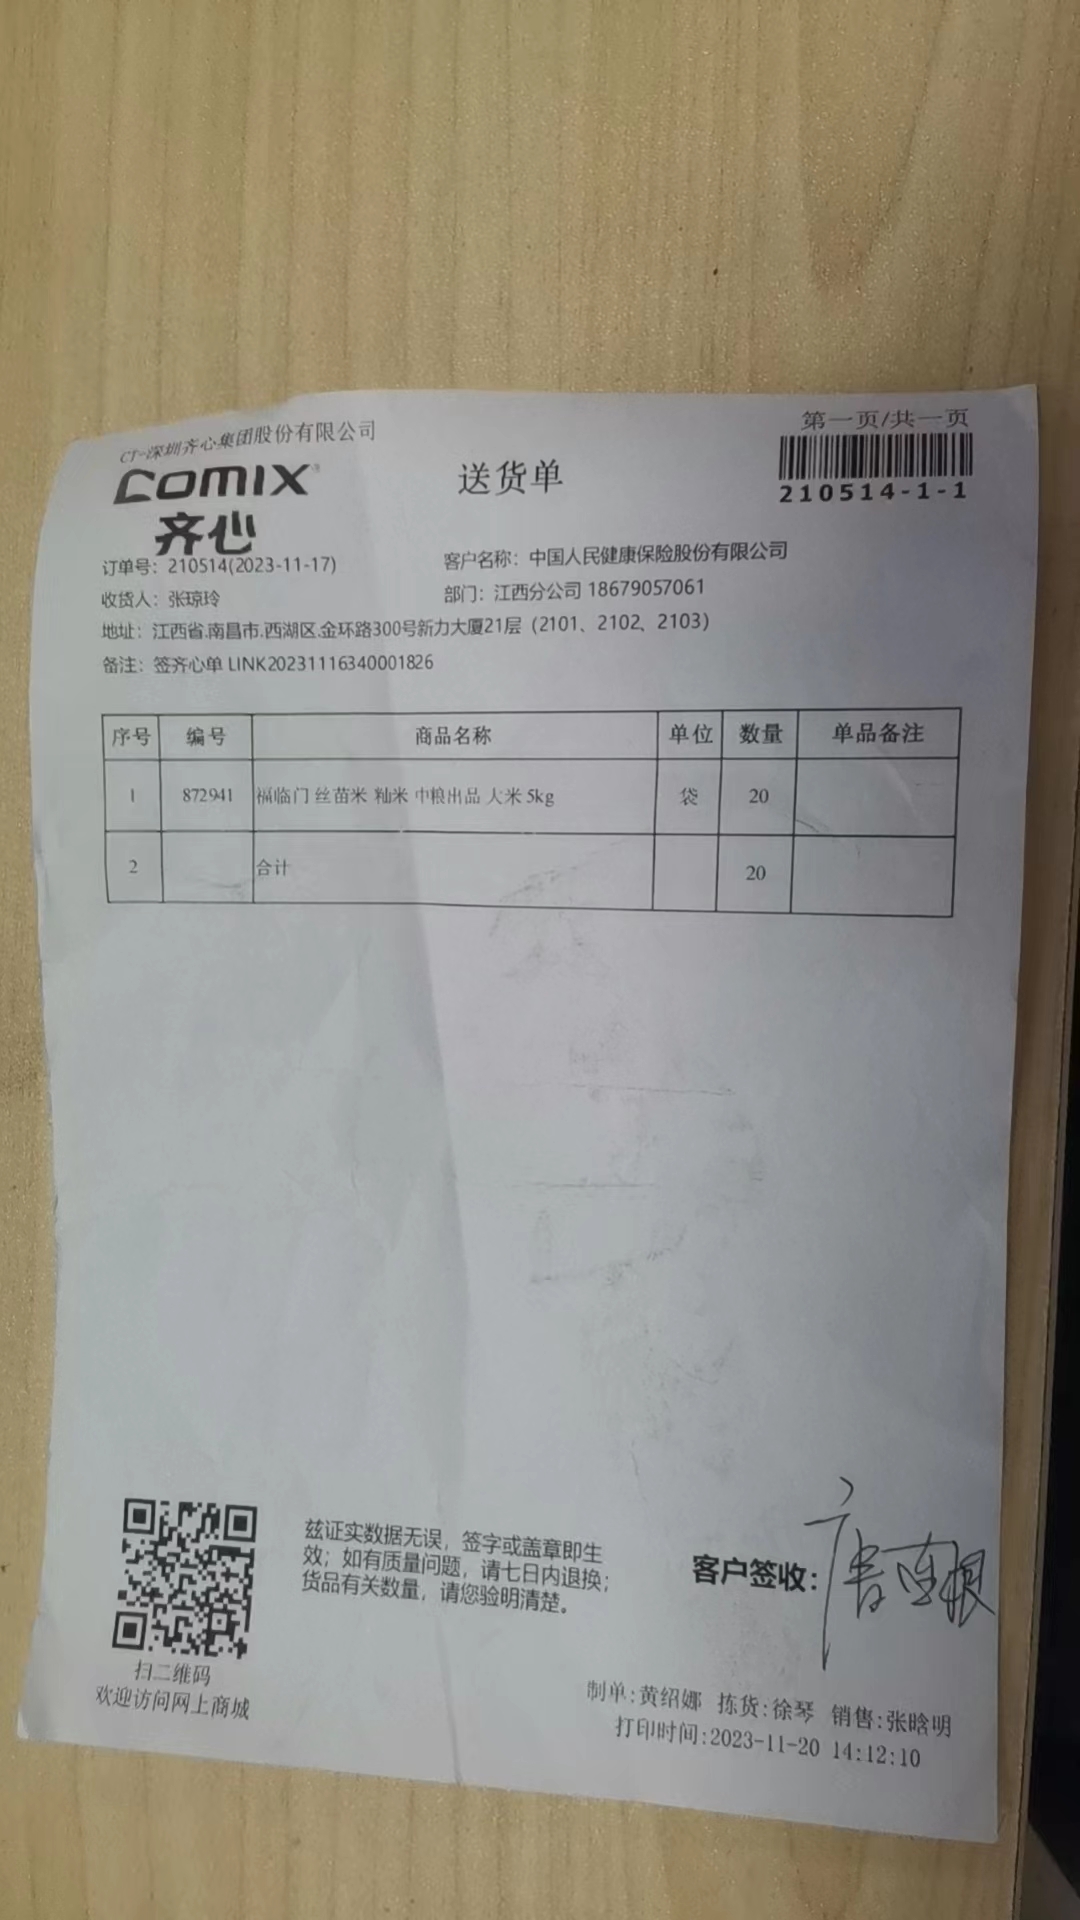 CT-深圳齐心集团股份有限公司
第一页/共一页
COMIX
齐心
送货单
210514-1-1
订单号：210514(2023-11-17)
客户名称：中国人民健康保险股份有限公司
收货人：张琼玲
部门：江西分公司 18679057061
地址：江西省.南昌市.西湖区.金环路300号新力大厦21层（2101、2102、2103）
备注：签齐心单 LINK20231116340001826
序号 编号 商品名称 单位 数量 单品备注
1 872941 福临门 丝苗米 籼米 中粮出品 大米 5kg 袋 20
2 合计 20
兹证实数据无误，签字或盖章即生
效；如有质量问题，请七日内退换；
货品有关数量，请您验明清楚。
客户签收：
扫二维码
欢迎访问网上商城
制单:黄绍娜 拣货:徐琴 销售:张晗明
打印时间:2023-11-20 14:12:10